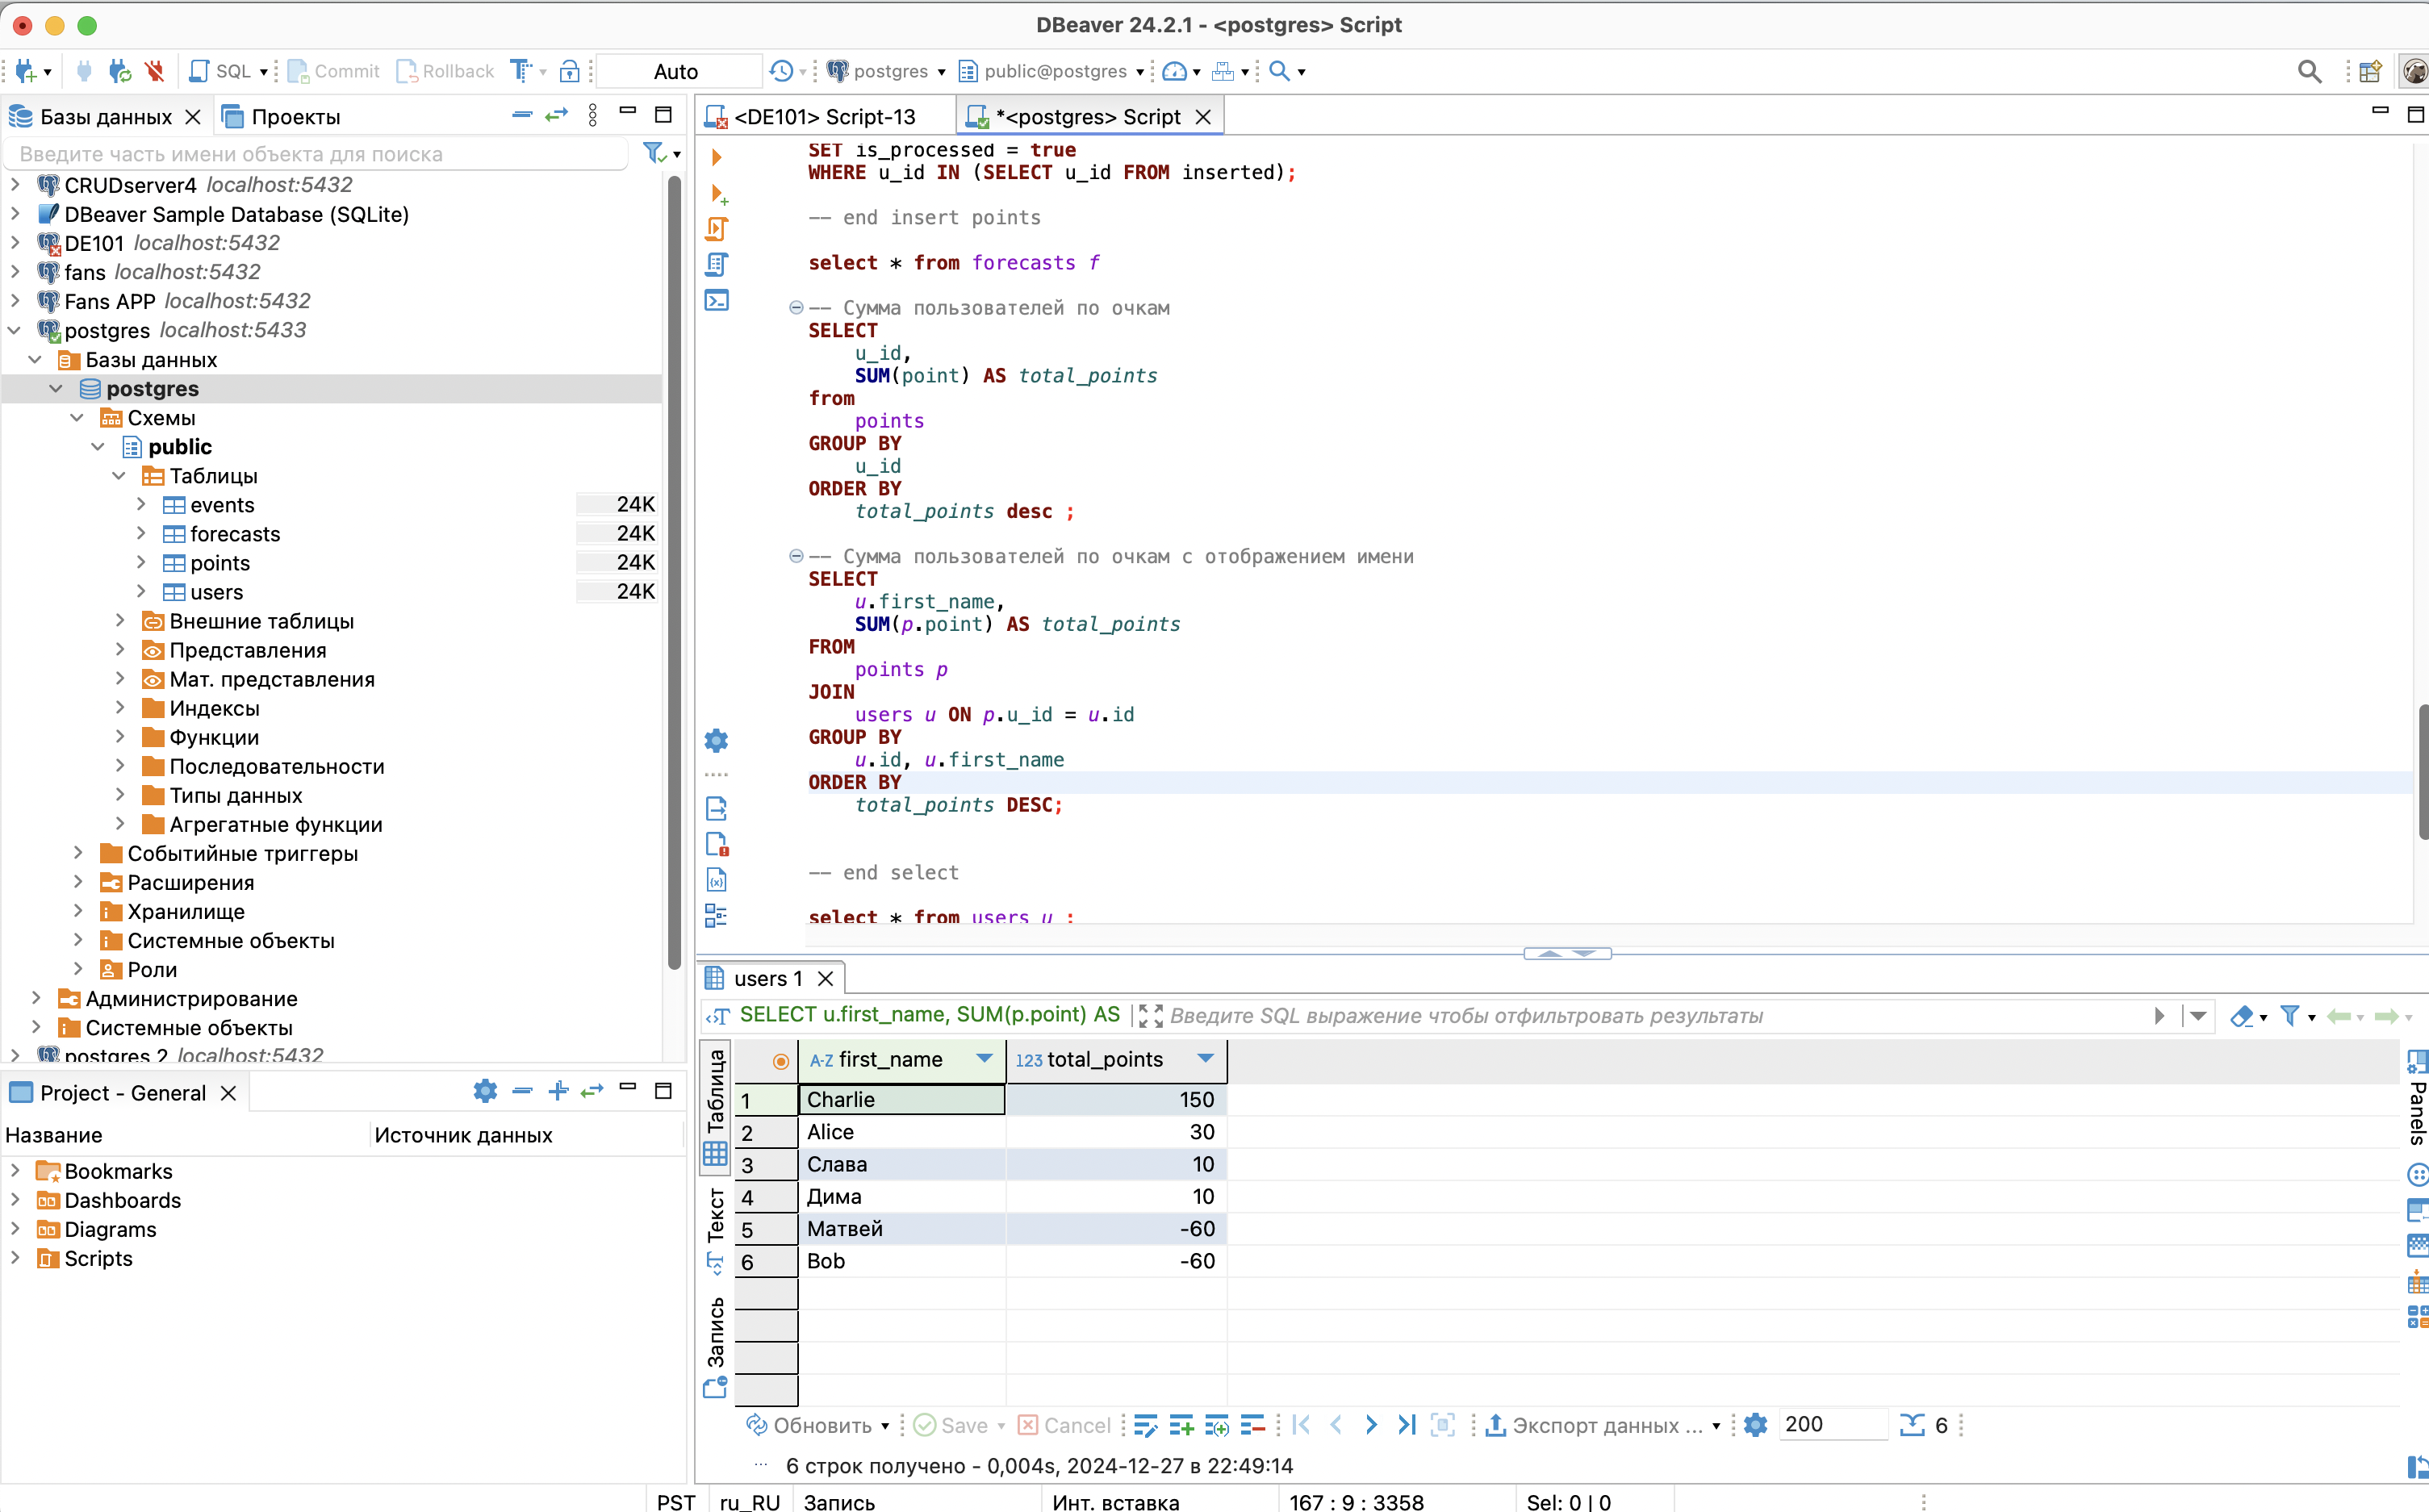 DBeaver 24.2.1 - <postgres> Script
SQL Commit Rollback Auto postgres public@postgres
Базы данных Проекты
Введите часть имени объекта для поиска
CRUDserver4 localhost:5432
DBeaver Sample Database (SQLite)
DE101 localhost:5432
fans localhost:5432
Fans APP localhost:5432
postgres localhost:5433
Базы данных
postgres
Схемы
public
Таблицы
events 24K
forecasts 24K
points 24K
users 24K
Внешние таблицы
Представления
Мат. представления
Индексы
Функции
Последовательности
Типы данных
Агрегатные функции
Событийные триггеры
Расширения
Хранилище
Системные объекты
Роли
Администрирование
Системные объекты
postgres 2 localhost:5432
Project - General
Название Источник данных
Bookmarks
Dashboards
Diagrams
Scripts
<DE101> Script-13 *<postgres> Script
SET is_processed = true
WHERE u_id IN (SELECT u_id FROM inserted);
-- end insert points
select * from forecasts f
-- Сумма пользователей по очкам
SELECT
u_id,
SUM(point) AS total_points
from
points
GROUP BY
u_id
ORDER BY
total_points desc ;
-- Сумма пользователей по очкам с отображением имени
SELECT
u.first_name,
SUM(p.point) AS total_points
FROM
points p
JOIN
users u ON p.u_id = u.id
GROUP BY
u.id, u.first_name
ORDER BY
total_points DESC;
-- end select
select * from users u ;
users 1
SELECT u.first_name, SUM(p.point) AS Введите SQL выражение чтобы отфильтровать результаты
Таблица
Текст
Запись
A-Z first_name 123 total_points
1 Charlie 150
2 Alice 30
3 Слава 10
4 Дима 10
5 Матвей -60
6 Bob -60
Panels
Обновить Save Cancel Экспорт данных ... 200 6
6 строк получено - 0,004s, 2024-12-27 в 22:49:14
PST ru_RU Запись Инт. вставка 167 : 9 : 3358 Sel: 0 | 0